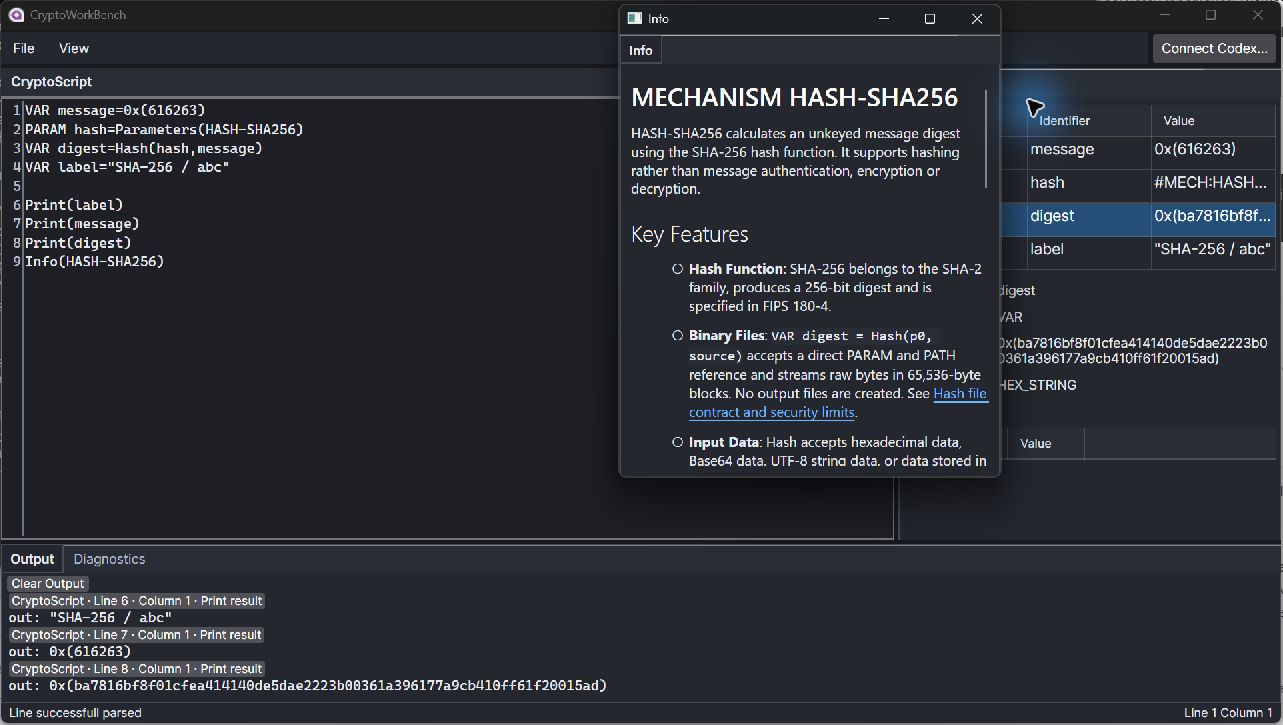 CryptoWorkBench
File View
Connect Codex...
CryptoScript
1 VAR message=0x(616263)
2 PARAM hash=Parameters(HASH-SHA256)
3 VAR digest=Hash(hash,message)
4 VAR label="SHA-256 / abc"
5
6 Print(label)
7 Print(message)
8 Print(digest)
9 Info(HASH-SHA256)
Info
Info
MECHANISM HASH-SHA256
HASH-SHA256 calculates an unkeyed message digest
using the SHA-256 hash function. It supports hashing
rather than message authentication, encryption or
decryption.
Key Features
Hash Function: SHA-256 belongs to the SHA-2
family, produces a 256-bit digest and is
specified in FIPS 180-4.
Binary Files: VAR digest = Hash(p0,
source) accepts a direct PARAM and PATH
reference and streams raw bytes in 65,536-byte
blocks. No output files are created. See Hash file
contract and security limits.
Input Data: Hash accepts hexadecimal data,
Base64 data, UTF-8 string data, or data stored in
Identifier Value
message 0x(616263)
hash #MECH:HASH...
digest 0x(ba7816bf8f...
label "SHA-256 / abc"
digest
VAR
0x(ba7816bf8f01cfea414140de5dae2223b0
0361a396177a9cb410ff61f20015ad)
HEX_STRING
Value
Output Diagnostics
Clear Output
CryptoScript · Line 6 · Column 1 · Print result
out: "SHA-256 / abc"
CryptoScript · Line 7 · Column 1 · Print result
out: 0x(616263)
CryptoScript · Line 8 · Column 1 · Print result
out: 0x(ba7816bf8f01cfea414140de5dae2223b00361a396177a9cb410ff61f20015ad)
Line successfull parsed
Line 1 Column 1